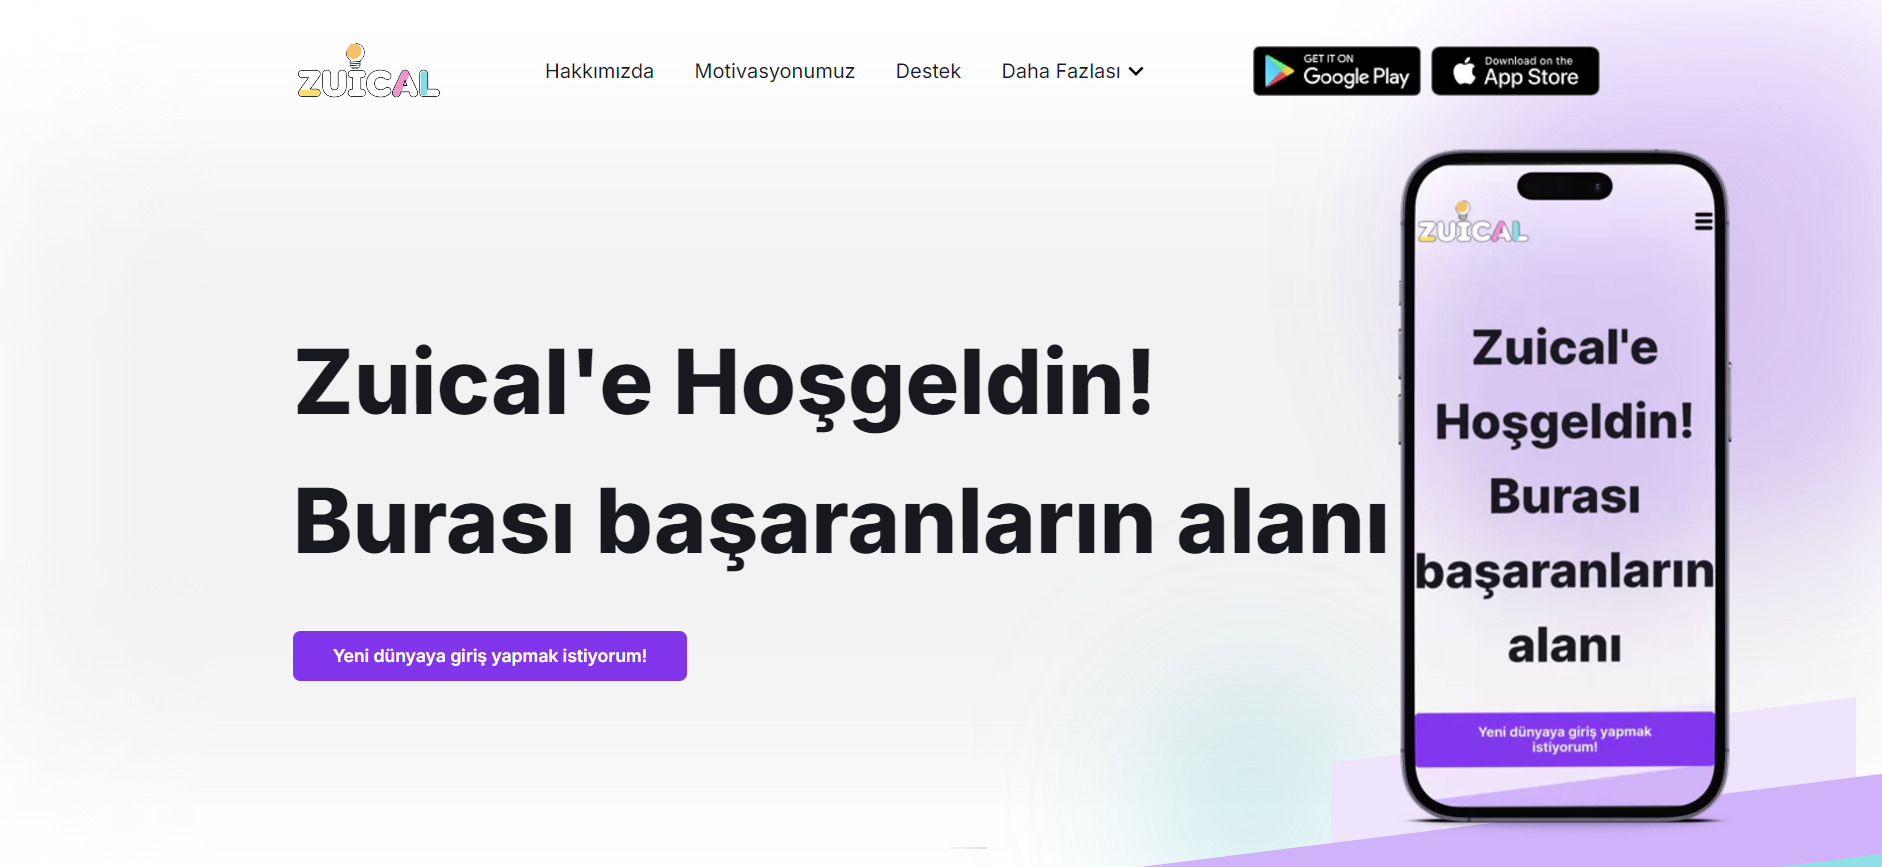 ZUICAL
Hakkımızda
Motivasyonumuz
Destek
Daha Fazlası
GET IT ON
Google Play
Download on the
App Store
Zuical'e Hoşgeldin!
Burası başaranların alanı
Yeni dünyaya giriş yapmak istiyorum!
ZUICAL
Zuical'e
Hoşgeldin!
Burası
başaranların
alanı
Yeni dünyaya giriş yapmak
istiyorum!